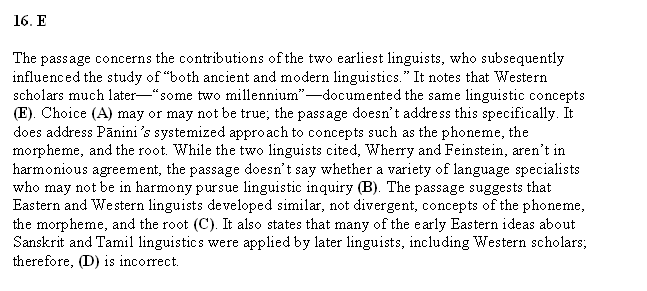 16. E
The passage concerns the contributions of the two earliest linguists, who subsequently
influenced the study of “both ancient and modern linguistics.” It notes that Western
scholars much later—“some two millennium”—documented the same linguistic concepts
(E). Choice (A) may or may not be true; the passage doesn’t address this specifically. It
does address Pānini’s systemized approach to concepts such as the phoneme, the
morpheme, and the root. While the two linguists cited, Wherry and Feinstein, aren’t in
harmonious agreement, the passage doesn’t say whether a variety of language specialists
who may not be in harmony pursue linguistic inquiry (B). The passage suggests that
Eastern and Western linguists developed similar, not divergent, concepts of the phoneme,
the morpheme, and the root (C). It also states that many of the early Eastern ideas about
Sanskrit and Tamil linguistics were applied by later linguists, including Western scholars;
therefore, (D) is incorrect.